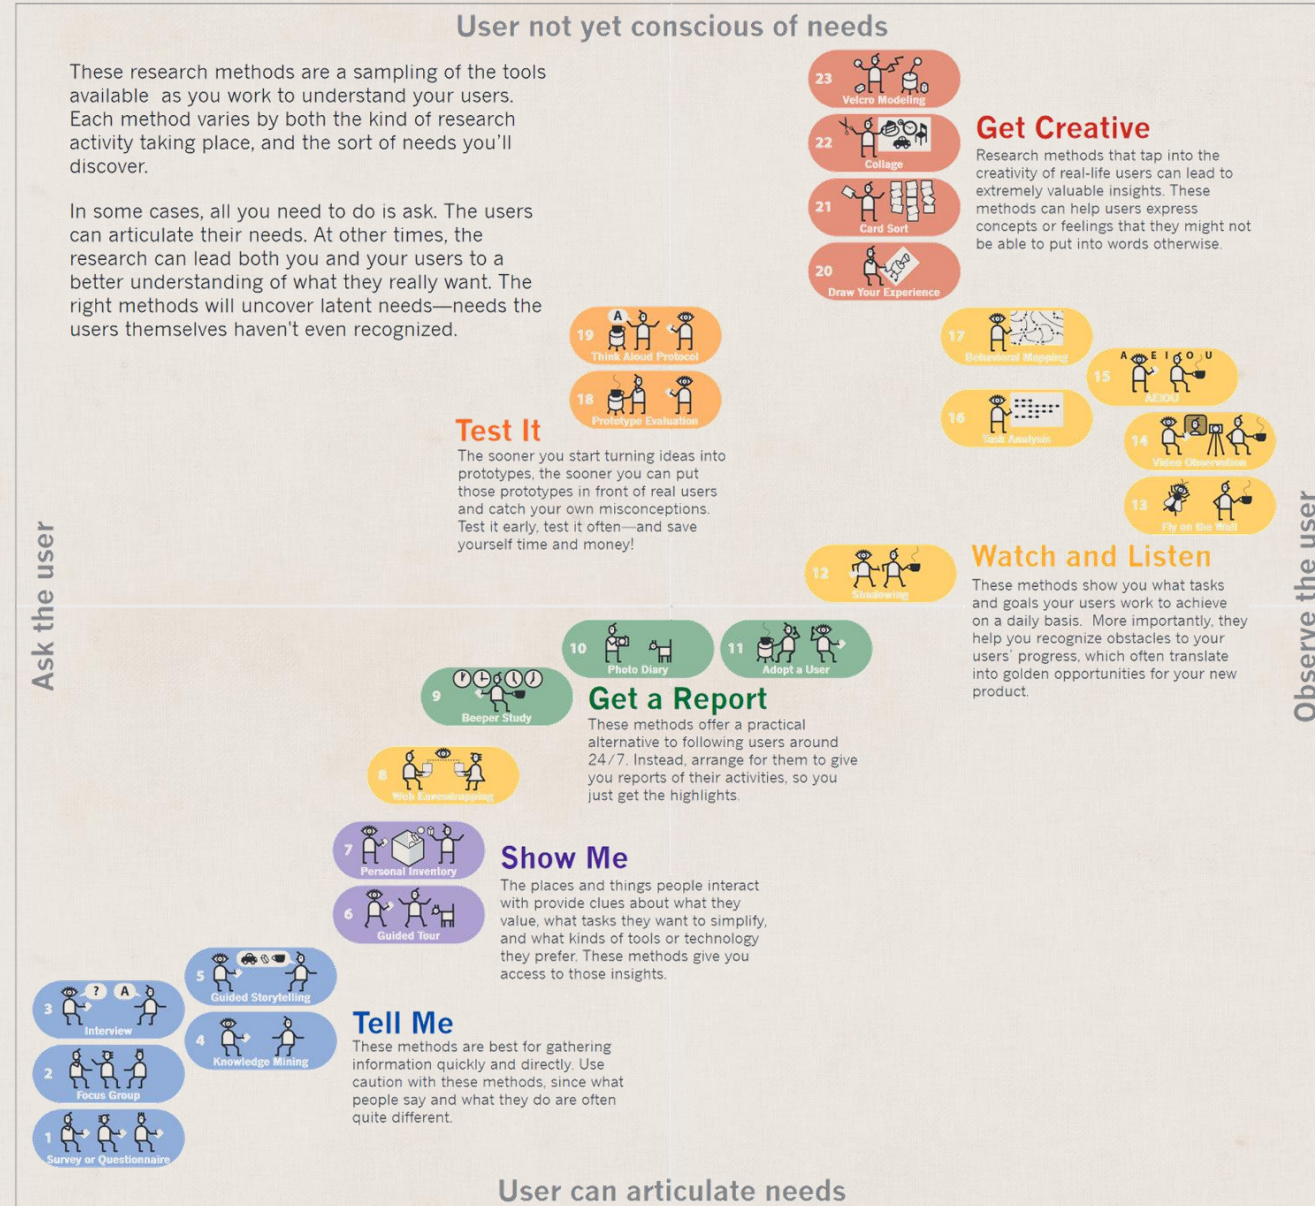 User not yet conscious of needs
These research methods are a sampling of the tools
available as you work to understand your users.
Each method varies by both the kind of research
activity taking place, and the sort of needs you'll
discover.
In some cases, all you need to do is ask. The users
can articulate their needs. At other times, the
research can lead both you and your users to a
better understanding of what they really want. The
right methods will uncover latent needs—needs the
users themselves haven't even recognized.
23
Velcro Modeling
22
Collage
21
Card Sort
20
Draw Your Experience
Get Creative
Research methods that tap into the
creativity of real-life users can lead to
extremely valuable insights. These
methods can help users express
concepts or feelings that they might not
be able to put into words otherwise.
19
A
Think Aloud Protocol
18
Prototype Evaluation
Test It
The sooner you start turning ideas into
prototypes, the sooner you can put
those prototypes in front of real users
and catch your own misconceptions.
Test it early, test it often—and save
yourself time and money!
17
Behavioral Mapping
A E I O U
15
AEIOU
16
Task Analysis
14
Video Observation
13
Fly on the Wall
12
Shadowing
Watch and Listen
These methods show you what tasks
and goals your users work to achieve
on a daily basis. More importantly, they
help you recognize obstacles to your
users' progress, which often translate
into golden opportunities for your new
product.
Ask the user
Observe the user
10
Photo Diary
11
Adopt a User
9
Beeper Study
Get a Report
These methods offer a practical
alternative to following users around
24/7. Instead, arrange for them to give
you reports of their activities, so you
just get the highlights.
8
Web Eavesdropping
7
Personal Inventory
6
Guided Tour
Show Me
The places and things people interact
with provide clues about what they
value, what tasks they want to simplify,
and what kinds of tools or technology
they prefer. These methods give you
access to those insights.
5
Guided Storytelling
3
? A
Interview
4
Knowledge Mining
2
Focus Group
1
Survey or Questionnaire
Tell Me
These methods are best for gathering
information quickly and directly. Use
caution with these methods, since what
people say and what they do are often
quite different.
User can articulate needs